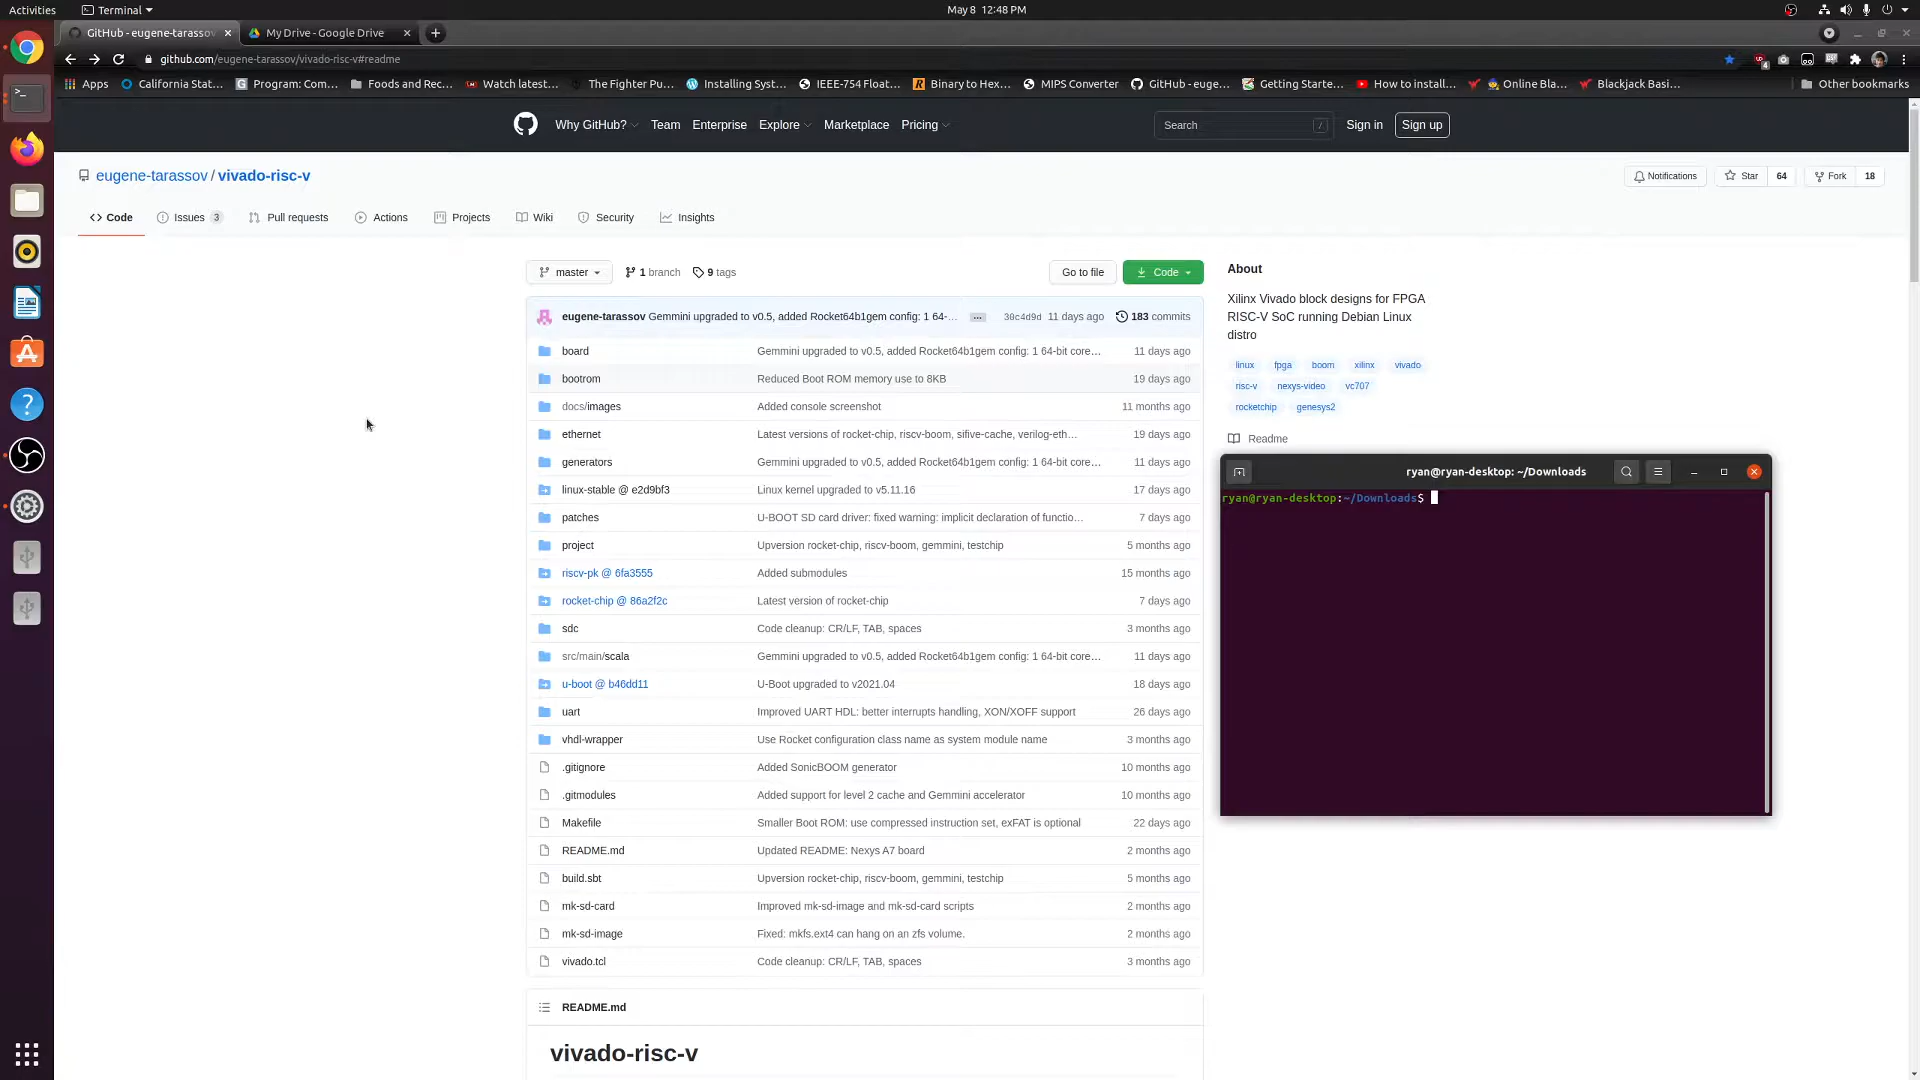 Activities
Terminal
May 8 12:48 PM
GitHub - eugene-tarassov
My Drive - Google Drive
github.com/eugene-tarassov/vivado-risc-v#readme
Apps
California Stat...
Program: Com...
Foods and Rec...
Watch latest...
The Fighter Pu...
Installing Syst...
IEEE-754 Float...
Binary to Hex...
MIPS Converter
GitHub - euge...
Getting Starte...
How to install...
Online Bla...
Blackjack Basi...
Other bookmarks
Why GitHub?
Team
Enterprise
Explore
Marketplace
Pricing
Search /
Sign in
Sign up
eugene-tarassov / vivado-risc-v
Notifications
Star 64
Fork 18
Code
Issues 3
Pull requests
Actions
Projects
Wiki
Security
Insights
master
1 branch
9 tags
Go to file
Code
About
Xilinx Vivado block designs for FPGA
RISC-V SoC running Debian Linux
distro
linux fpga boom xilinx vivado
risc-v nexys-video vc707
rocketchip genesys2
Readme
eugene-tarassov Gemmini upgraded to v0.5, added Rocket64b1gem config: 1 64-... ... 30c4d9d 11 days ago 183 commits
board Gemmini upgraded to v0.5, added Rocket64b1gem config: 1 64-bit core... 11 days ago
bootrom Reduced Boot ROM memory use to 8KB 19 days ago
docs/images Added console screenshot 11 months ago
ethernet Latest versions of rocket-chip, riscv-boom, sifive-cache, verilog-eth... 19 days ago
generators Gemmini upgraded to v0.5, added Rocket64b1gem config: 1 64-bit core... 11 days ago
linux-stable @ e2d9bf3 Linux kernel upgraded to v5.11.16 17 days ago
patches U-BOOT SD card driver: fixed warning: implicit declaration of functio... 7 days ago
project Upversion rocket-chip, riscv-boom, gemmini, testchip 5 months ago
riscv-pk @ 6fa3555 Added submodules 15 months ago
rocket-chip @ 86a2f2c Latest version of rocket-chip 7 days ago
sdc Code cleanup: CR/LF, TAB, spaces 3 months ago
src/main/scala Gemmini upgraded to v0.5, added Rocket64b1gem config: 1 64-bit core... 11 days ago
u-boot @ b46dd11 U-Boot upgraded to v2021.04 18 days ago
uart Improved UART HDL: better interrupts handling, XON/XOFF support 26 days ago
vhdl-wrapper Use Rocket configuration class name as system module name 3 months ago
.gitignore Added SonicBOOM generator 10 months ago
.gitmodules Added support for level 2 cache and Gemmini accelerator 10 months ago
Makefile Smaller Boot ROM: use compressed instruction set, exFAT is optional 22 days ago
README.md Updated README: Nexys A7 board 2 months ago
build.sbt Upversion rocket-chip, riscv-boom, gemmini, testchip 5 months ago
mk-sd-card Improved mk-sd-image and mk-sd-card scripts 2 months ago
mk-sd-image Fixed: mkfs.ext4 can hang on an zfs volume. 2 months ago
vivado.tcl Code cleanup: CR/LF, TAB, spaces 3 months ago
README.md
vivado-risc-v
ryan@ryan-desktop: ~/Downloads
ryan@ryan-desktop:~/Downloads$